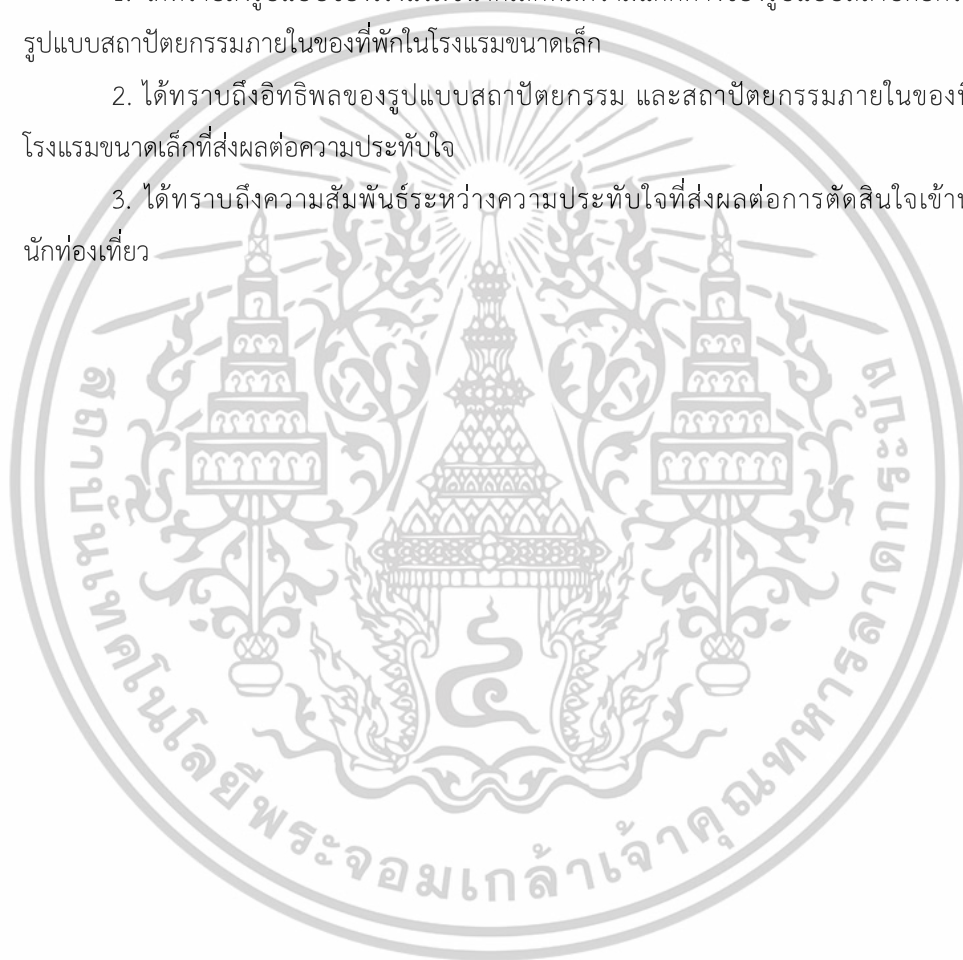 รูปแบบสถาปัตยกรรมภายในของที่พักในโรงแรมขนาดเล็ก
2. ได้ทราบถึงอิทธิพลของรูปแบบสถาปัตยกรรม และสถาปัตยกรรมภายในของ
โรงแรมขนาดเล็กที่ส่งผลต่อความประทับใจ
3. ได้ทราบถึงความสัมพันธ์ระหว่างความประทับใจที่ส่งผลต่อการตัดสินใจ
นักท่องเที่ยว
สถาบันเทคโนโลยีพระจอมเกล้าเจ้าคุณทหารลาดกระบัง